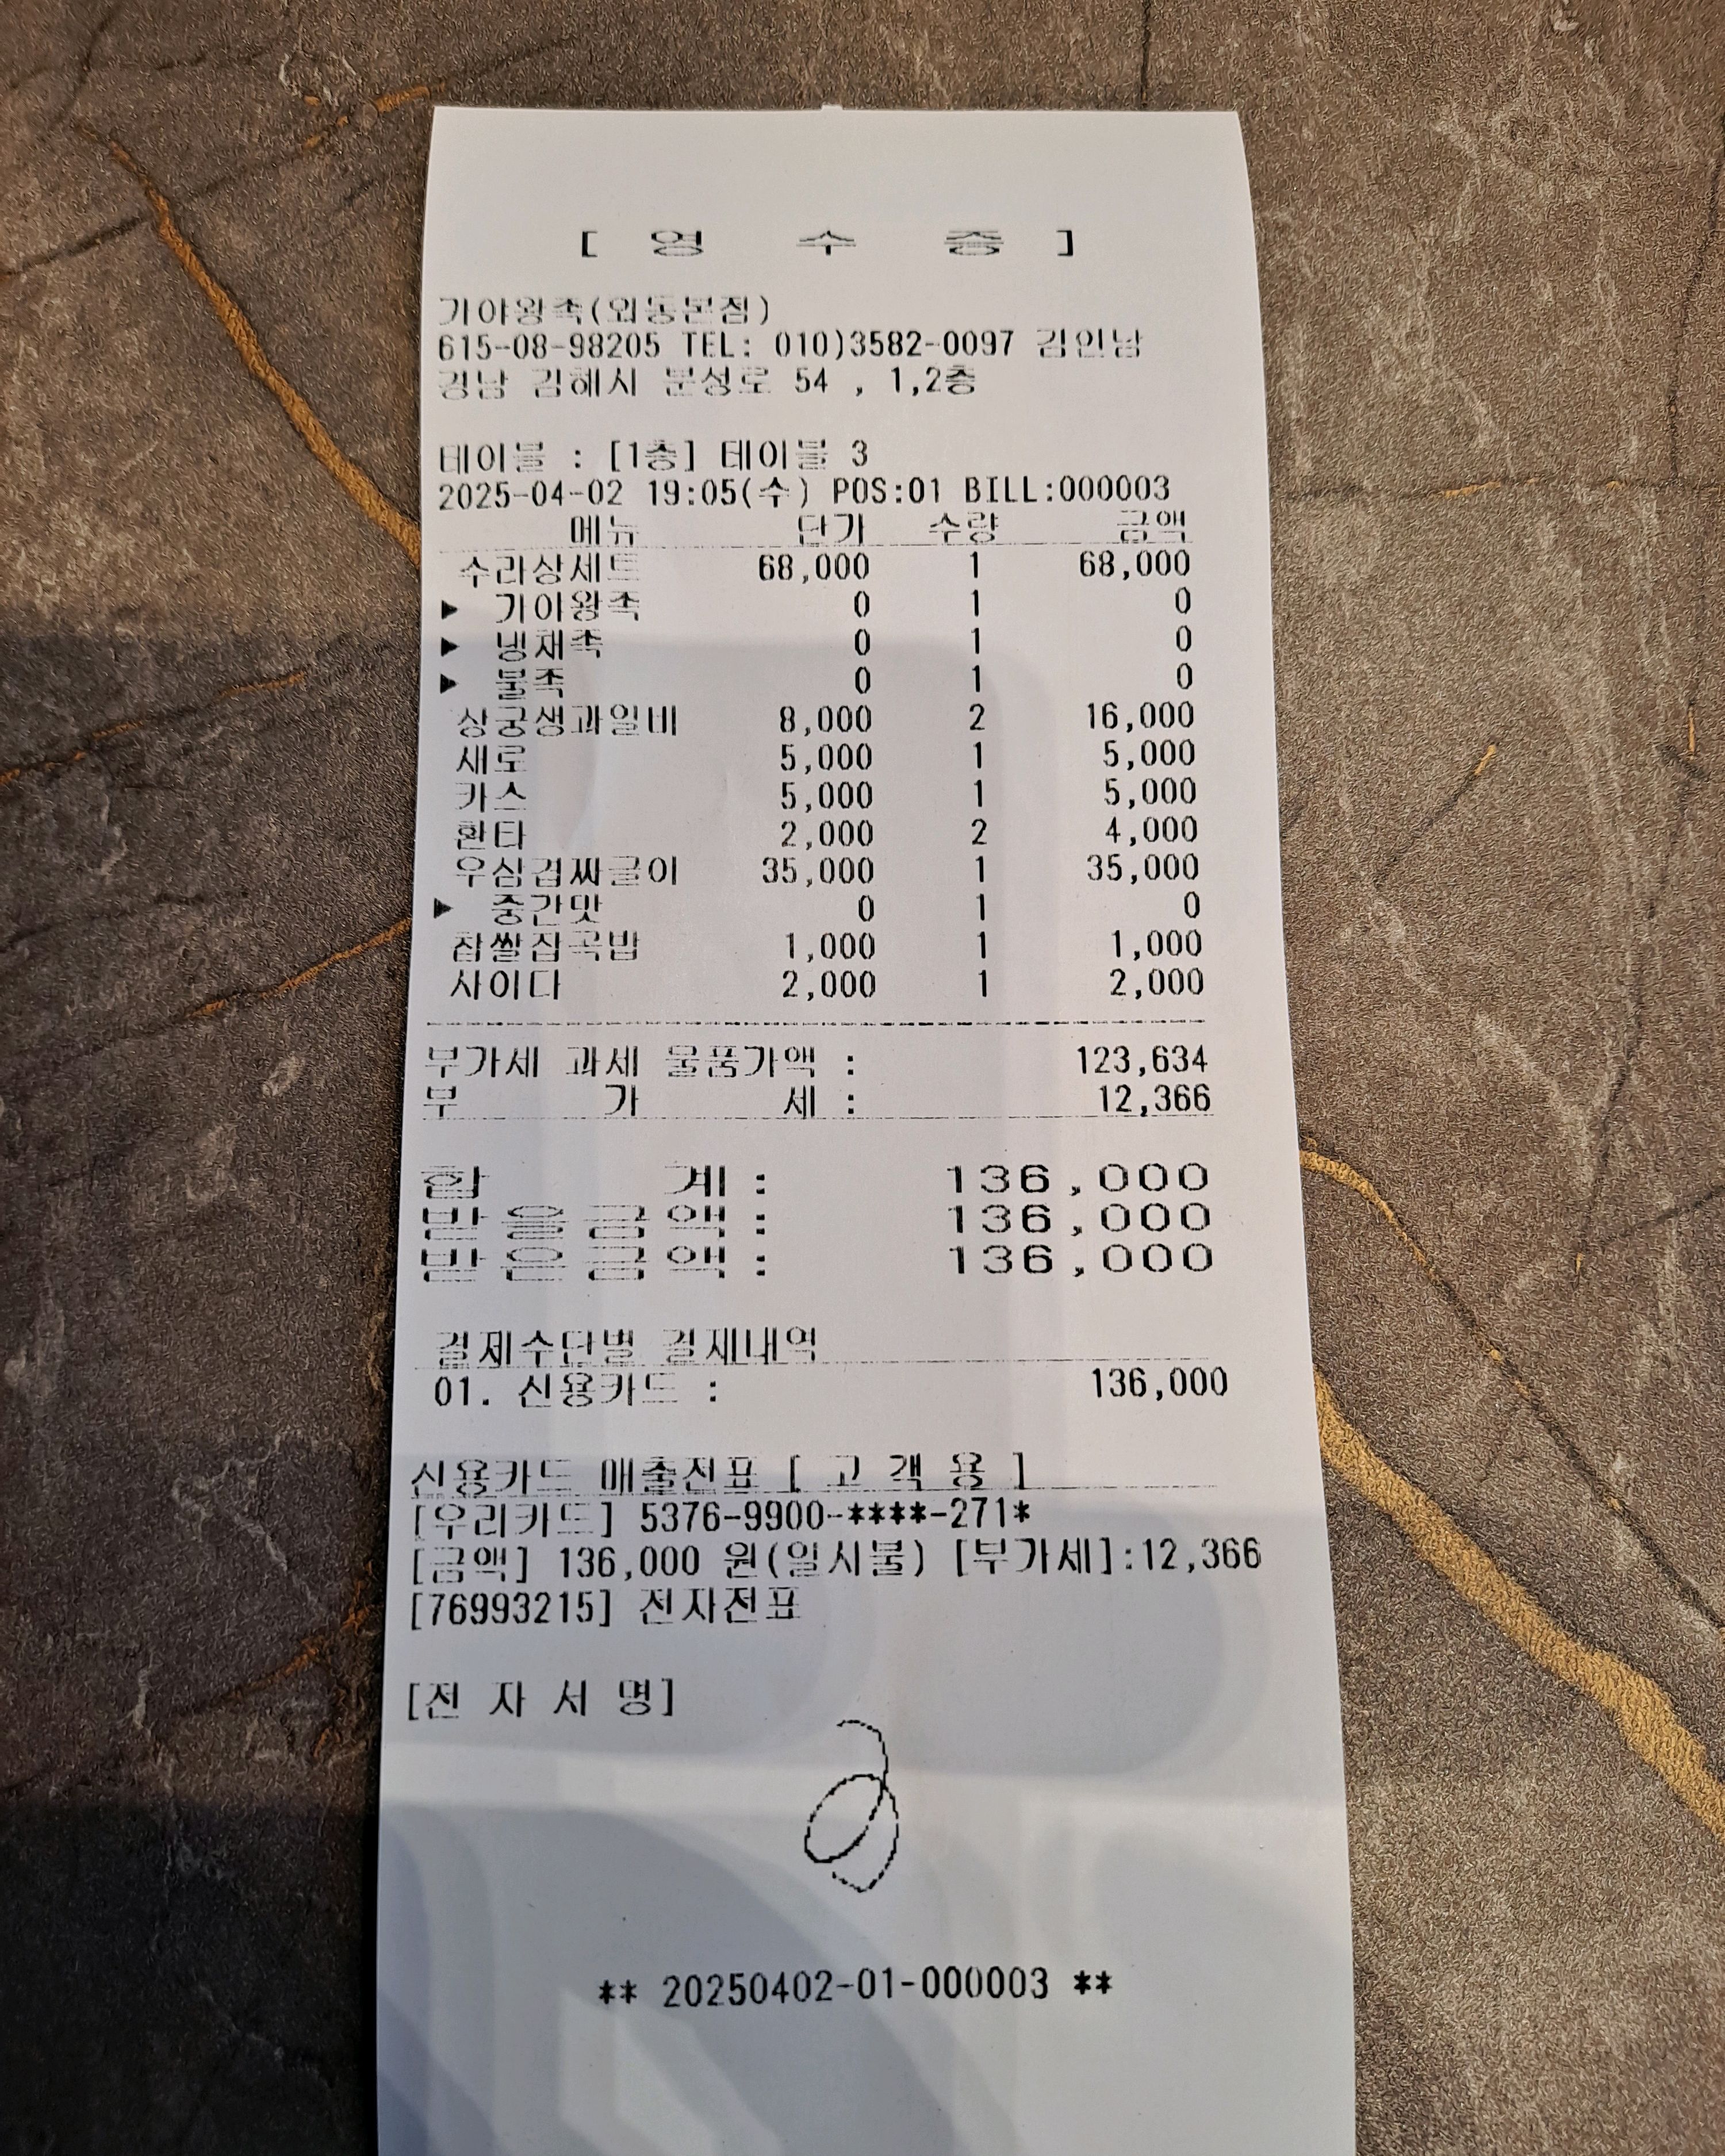 [ 영 수 증 ]
가야왕족(외동본점)
615-08-98205 TEL: 010)3582-0097 김인남
경남 김해시 분성로 54 , 1,2층
테이블 : [1층] 테이블 3
2025-04-02 19:05(수) POS:01 BILL:000003
메뉴 단가 수량 금액
수라상세트 68,000 1 68,000
▶ 가야왕족 0 1 0
▶ 냉채족 0 1 0
▶ 불족 0 1 0
상궁생과일비 8,000 2 16,000
새로 5,000 1 5,000
카스 5,000 1 5,000
환타 2,000 2 4,000
우삼겹짜글이 35,000 1 35,000
▶ 중간맛 0 1 0
찹쌀잡곡밥 1,000 1 1,000
사이다 2,000 1 2,000
부가세 과세 물품가액 : 123,634
부 가 세 : 12,366
합 계 : 136,000
받을금액 : 136,000
받은금액 : 136,000
결제수단별 결제내역
01. 신용카드 : 136,000
신용카드 매출전표 [ 고 객 용 ]
[우리카드] 5376-9900-****-271*
[금액] 136,000 원(일시불) [부가세]:12,366
[76993215] 전자전표
[전 자 서 명]
** 20250402-01-000003 **